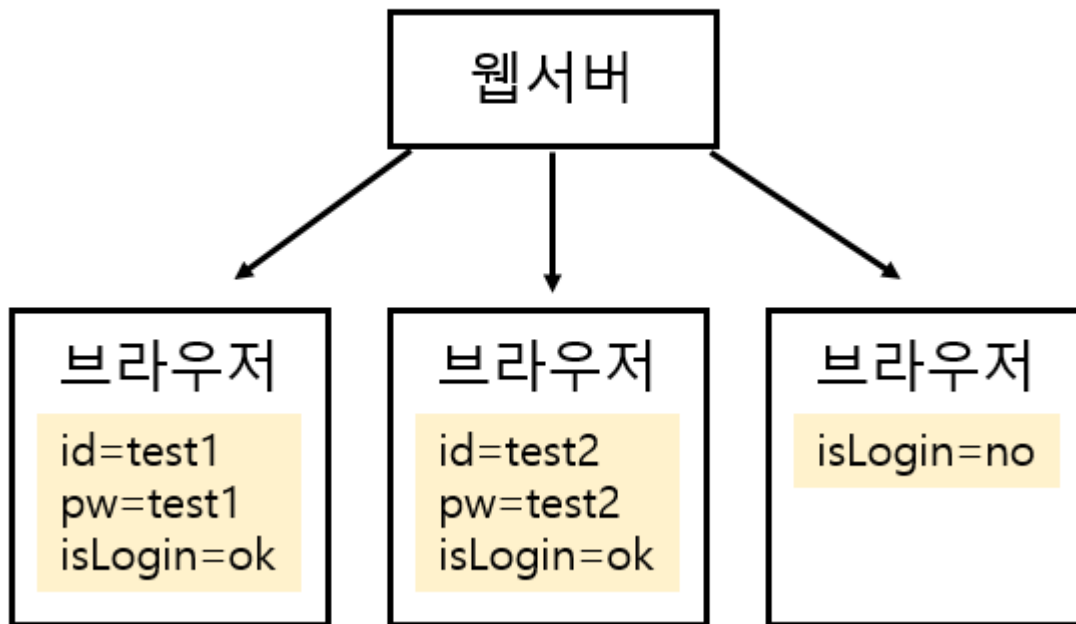 웹서버
브라우저
id=test1
pw=test1
isLogin=ok
브라우저
id=test2
pw=test2
isLogin=ok
브라우저
isLogin=no